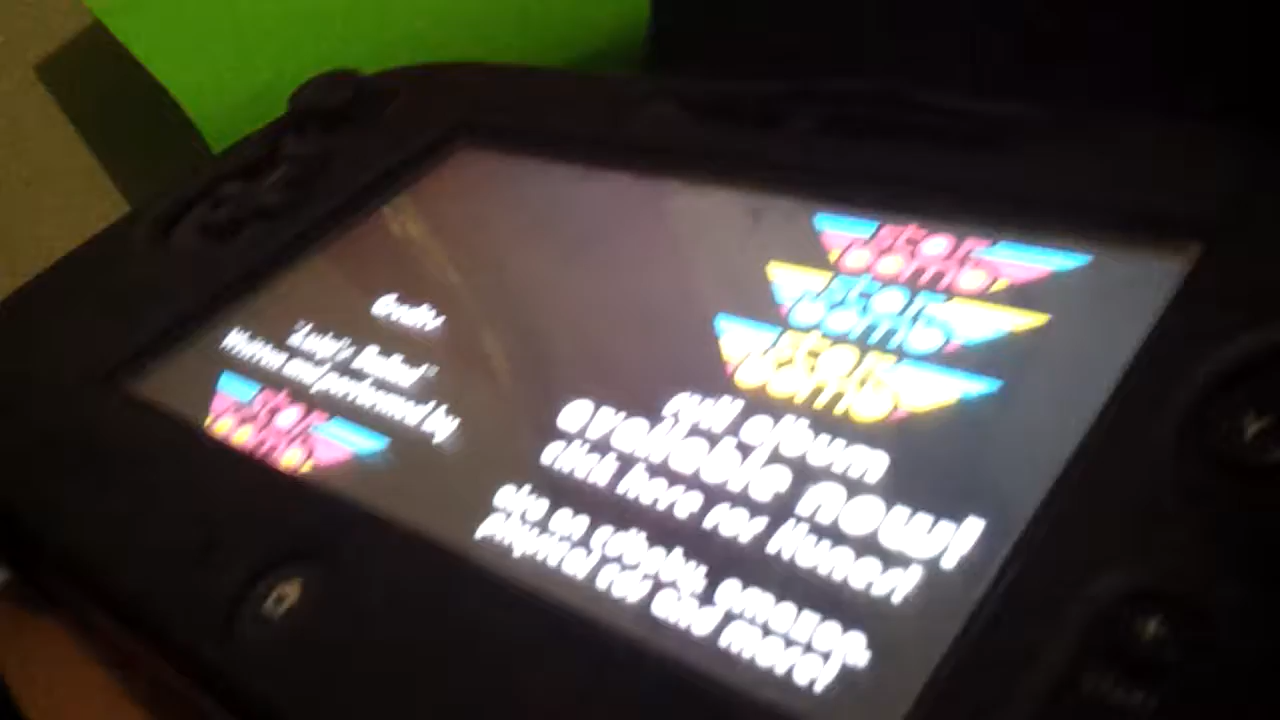 Credits
"Luigi's Ballad"
Written and performed by
star
bomb
star
bomb
star
bomb
star
bomb
full album
available now!
click here for itunes!
also on cdbaby, amazon,
physical cds and more!